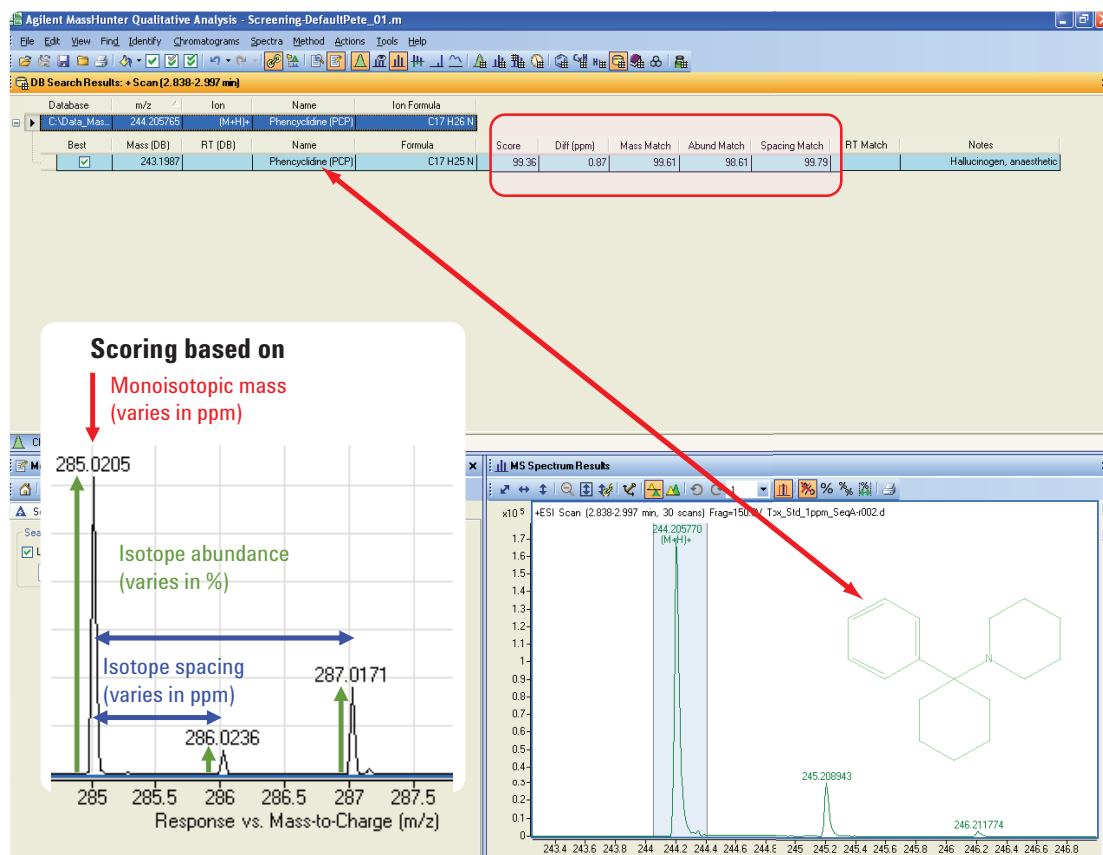 Agilent MassHunter Qualitative Analysis - Screening-DefaultPete_01.m
File Edit View Find Identify Chromatograms Spectra Method Actions Tools Help
DB Search Results: + Scan (2.838-2.997 min)
Database m/z Ion Name Ion Formula
C:\Data_Mas... 244.205765 (M+H)+ Phencyclidine (PCP) C17 H26 N
Best Mass (DB) RT (DB) Name Formula Score Diff (ppm) Mass Match Abund Match Spacing Match RT Match Notes
243.1987 Phencyclidine (PCP) C17 H25 N 99.36 0.87 99.61 98.61 99.79 Hallucinogen, anaesthetic
Scoring based on
Monoisotopic mass
(varies in ppm)
285.0205
Isotope abundance
(varies in %)
Isotope spacing
(varies in ppm)
287.0171
286.0236
285 285.5 286 286.5 287 287.5
Response vs. Mass-to-Charge (m/z)
MS Spectrum Results
x10 5 +ESI Scan (2.838-2.997 min, 30 scans) Frag=150.0V Tox_Std_1ppm_SeqA-r002.d
244.205770
(M+H)+
1.7
1.6
1.5
1.4
1.3
1.2
1.1
1
0.9
0.8
0.7
0.6
0.5
0.4
0.3
0.2
0.1
0
N
245.208943
246.211774
243.4 243.6 243.8 244 244.2 244.4 244.6 244.8 245 245.2 245.4 245.6 245.8 246 246.2 246.4 246.6 246.8